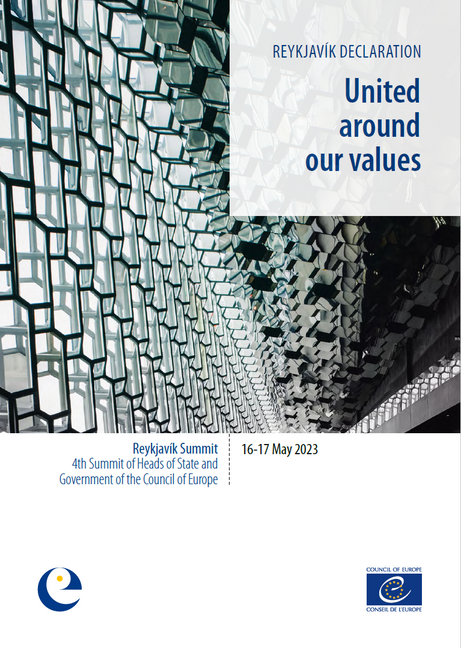 REYKJAVÍK DECLARATION
United
around
our values
Reykjavík Summit
4th Summit of Heads of State and
Government of the Council of Europe
16-17 May 2023
COUNCIL OF EUROPE
CONSEIL DE L'EUROPE